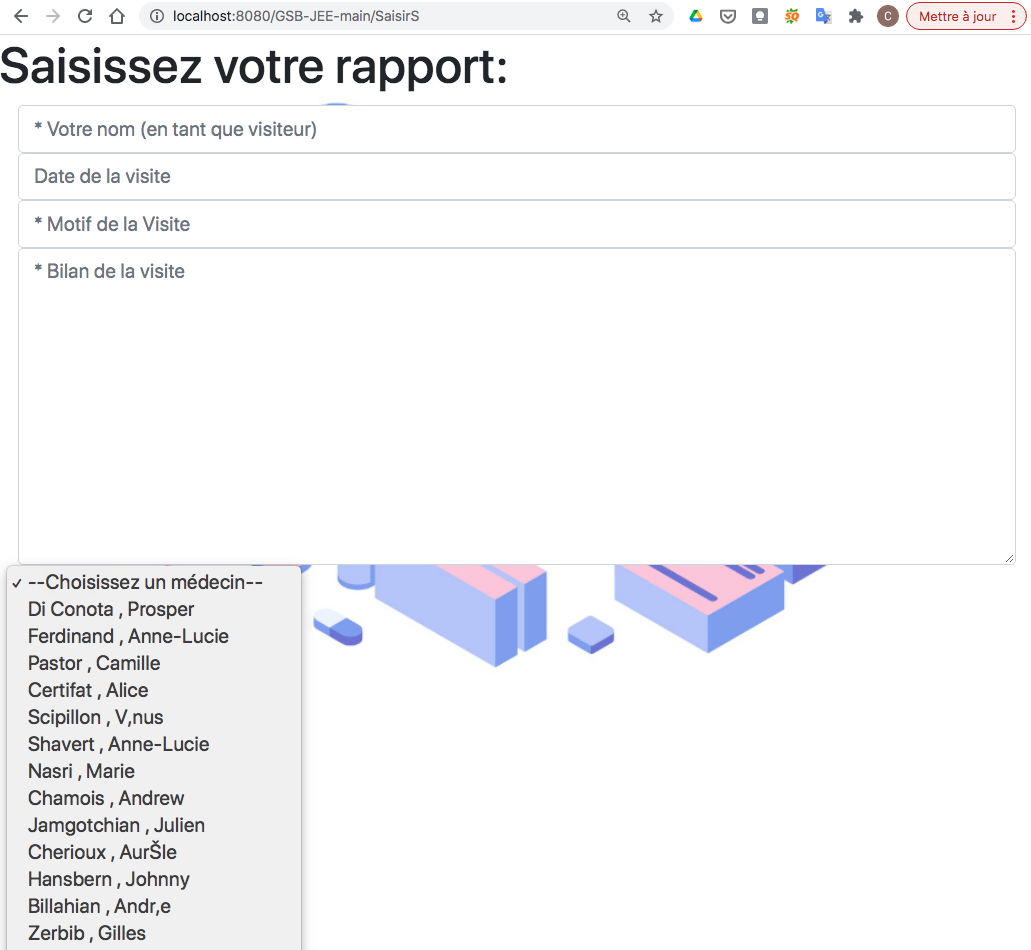 localhost:8080/GSB-JEE-main/SaisirS
C
Mettre à jour
Saisissez votre rapport:
* Votre nom (en tant que visiteur)
Date de la visite
* Motif de la Visite
* Bilan de la visite
✓ --Choisissez un médecin--
Di Conota , Prosper
Ferdinand , Anne-Lucie
Pastor , Camille
Certifat , Alice
Scipillon , V‚nus
Shavert , Anne-Lucie
Nasri , Marie
Chamois , Andrew
Jamgotchian , Julien
Cherioux , AurŠle
Hansbern , Johnny
Billahian , Andr‚e
Zerbib , Gilles